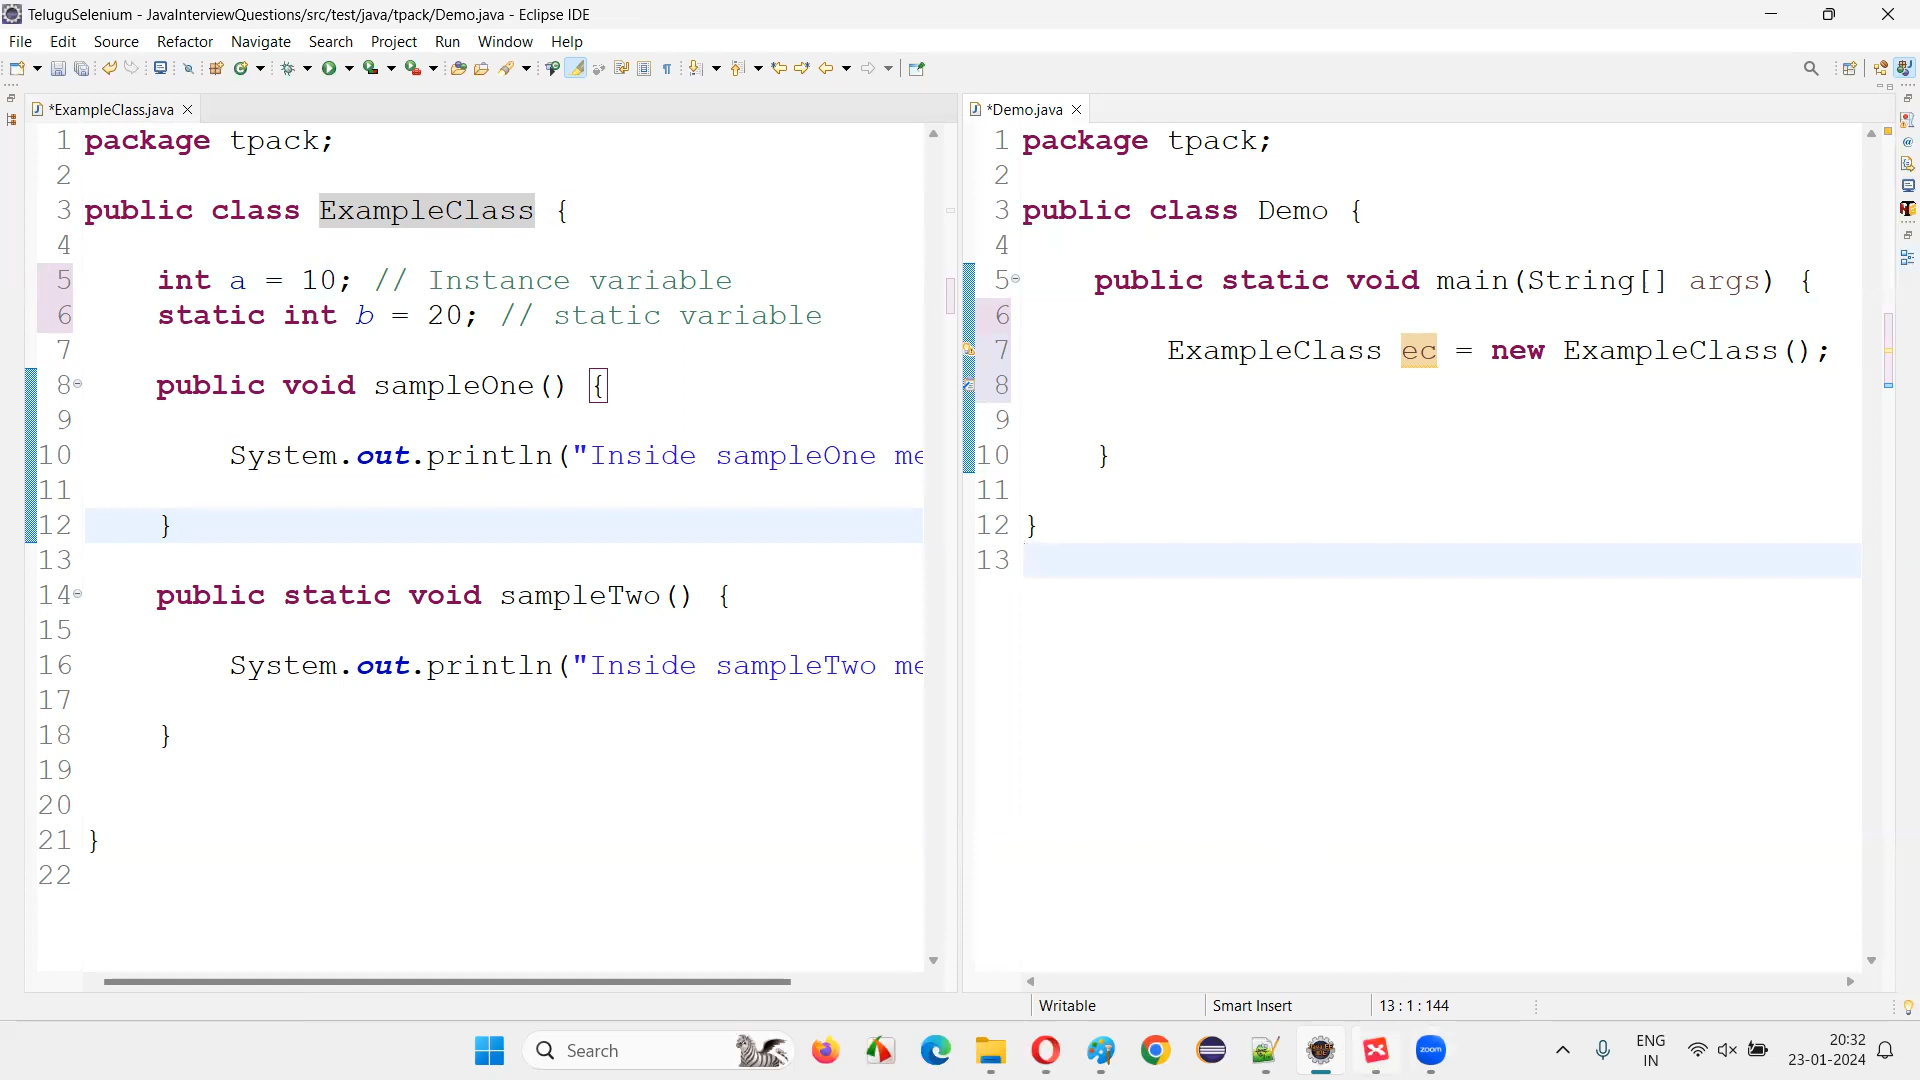 TeluguSelenium - JavaInterviewQuestions/src/test/java/tpack/Demo.java - Eclipse IDE
File Edit Source Refactor Navigate Search Project Run Window Help
*ExampleClass.java
1 package tpack;
2
3 public class ExampleClass {
4
5 int a = 10; // Instance variable
6 static int b = 20; // static variable
7
8 public void sampleOne() {
9
10 System.out.println("Inside sampleOne me
11
12 }
13
14 public static void sampleTwo() {
15
16 System.out.println("Inside sampleTwo me
17
18 }
19
20
21 }
22
*Demo.java
1 package tpack;
2
3 public class Demo {
4
5 public static void main(String[] args) {
6
7 ExampleClass ec = new ExampleClass();
8
9
10 }
11
12 }
13
Writable Smart Insert 13 : 1 : 144
Search
zoom
ENG
IN
20:32
23-01-2024